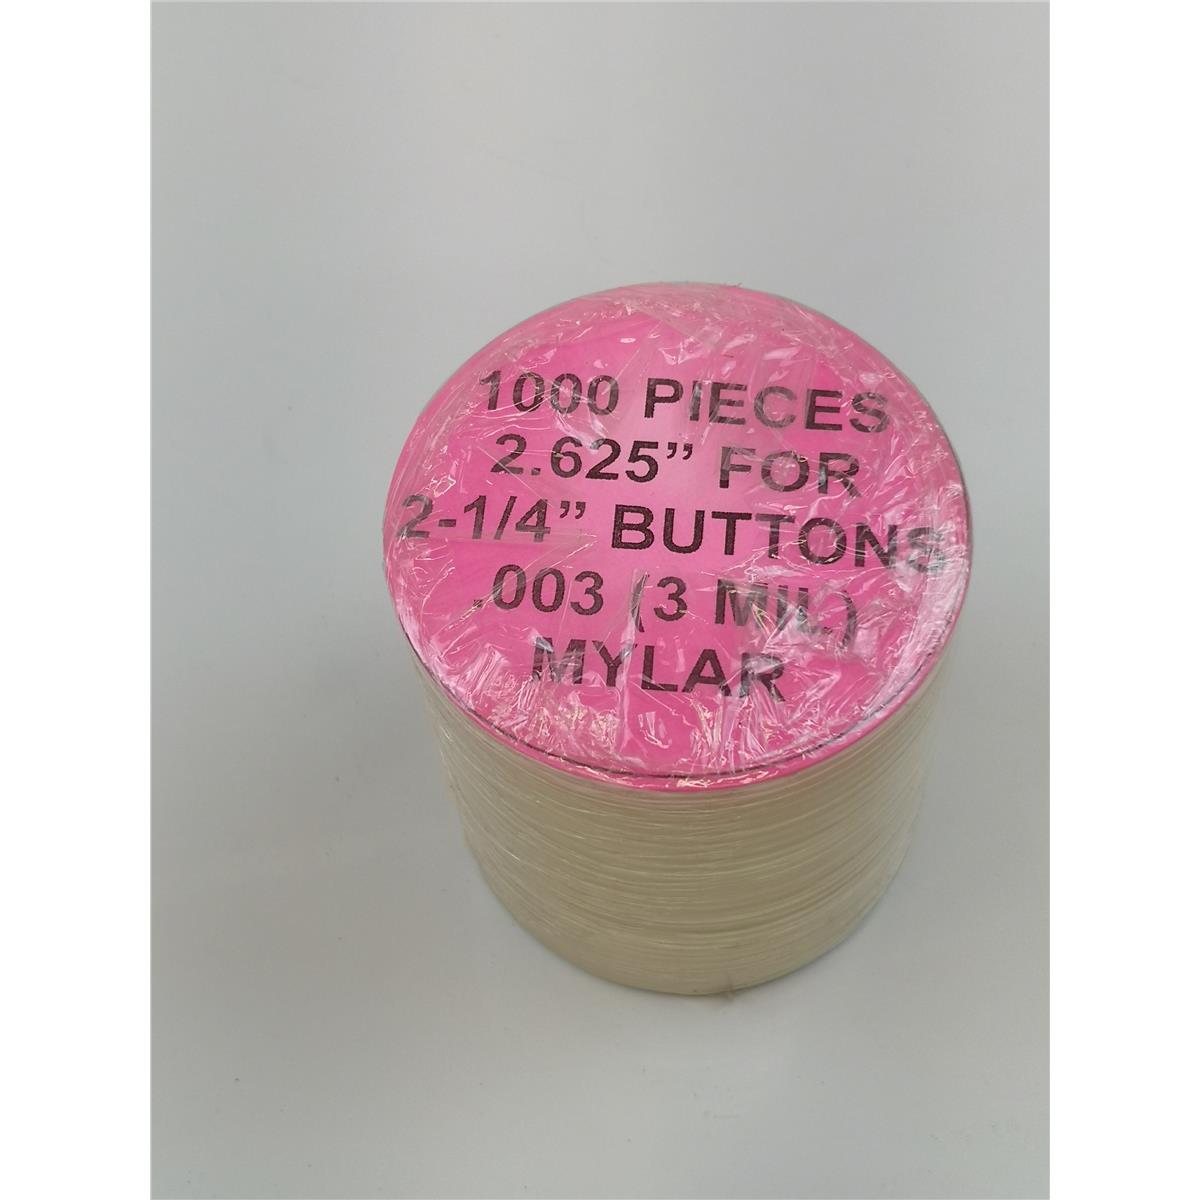 1000 PIECES
2.625” FOR
2-1/4” BUTTONS
.003 (3 MIL)
MYLAR